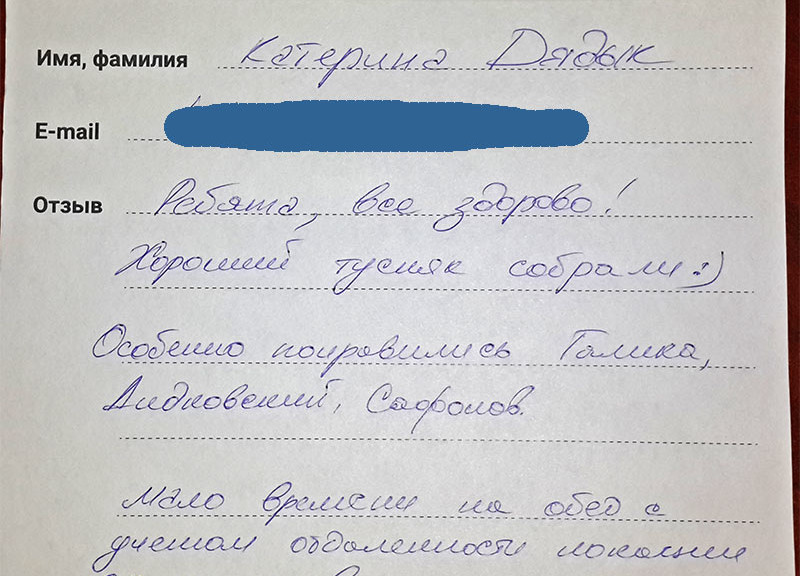 Имя, фамилия Катерина Дядык
E-mail
Отзыв Ребята, все здорово!
Хороший тусняк собрали :)
Особенно понравились Галика,
Дидковский, Сафронов.
Мало времени на обед с
учетом отдаленности локации